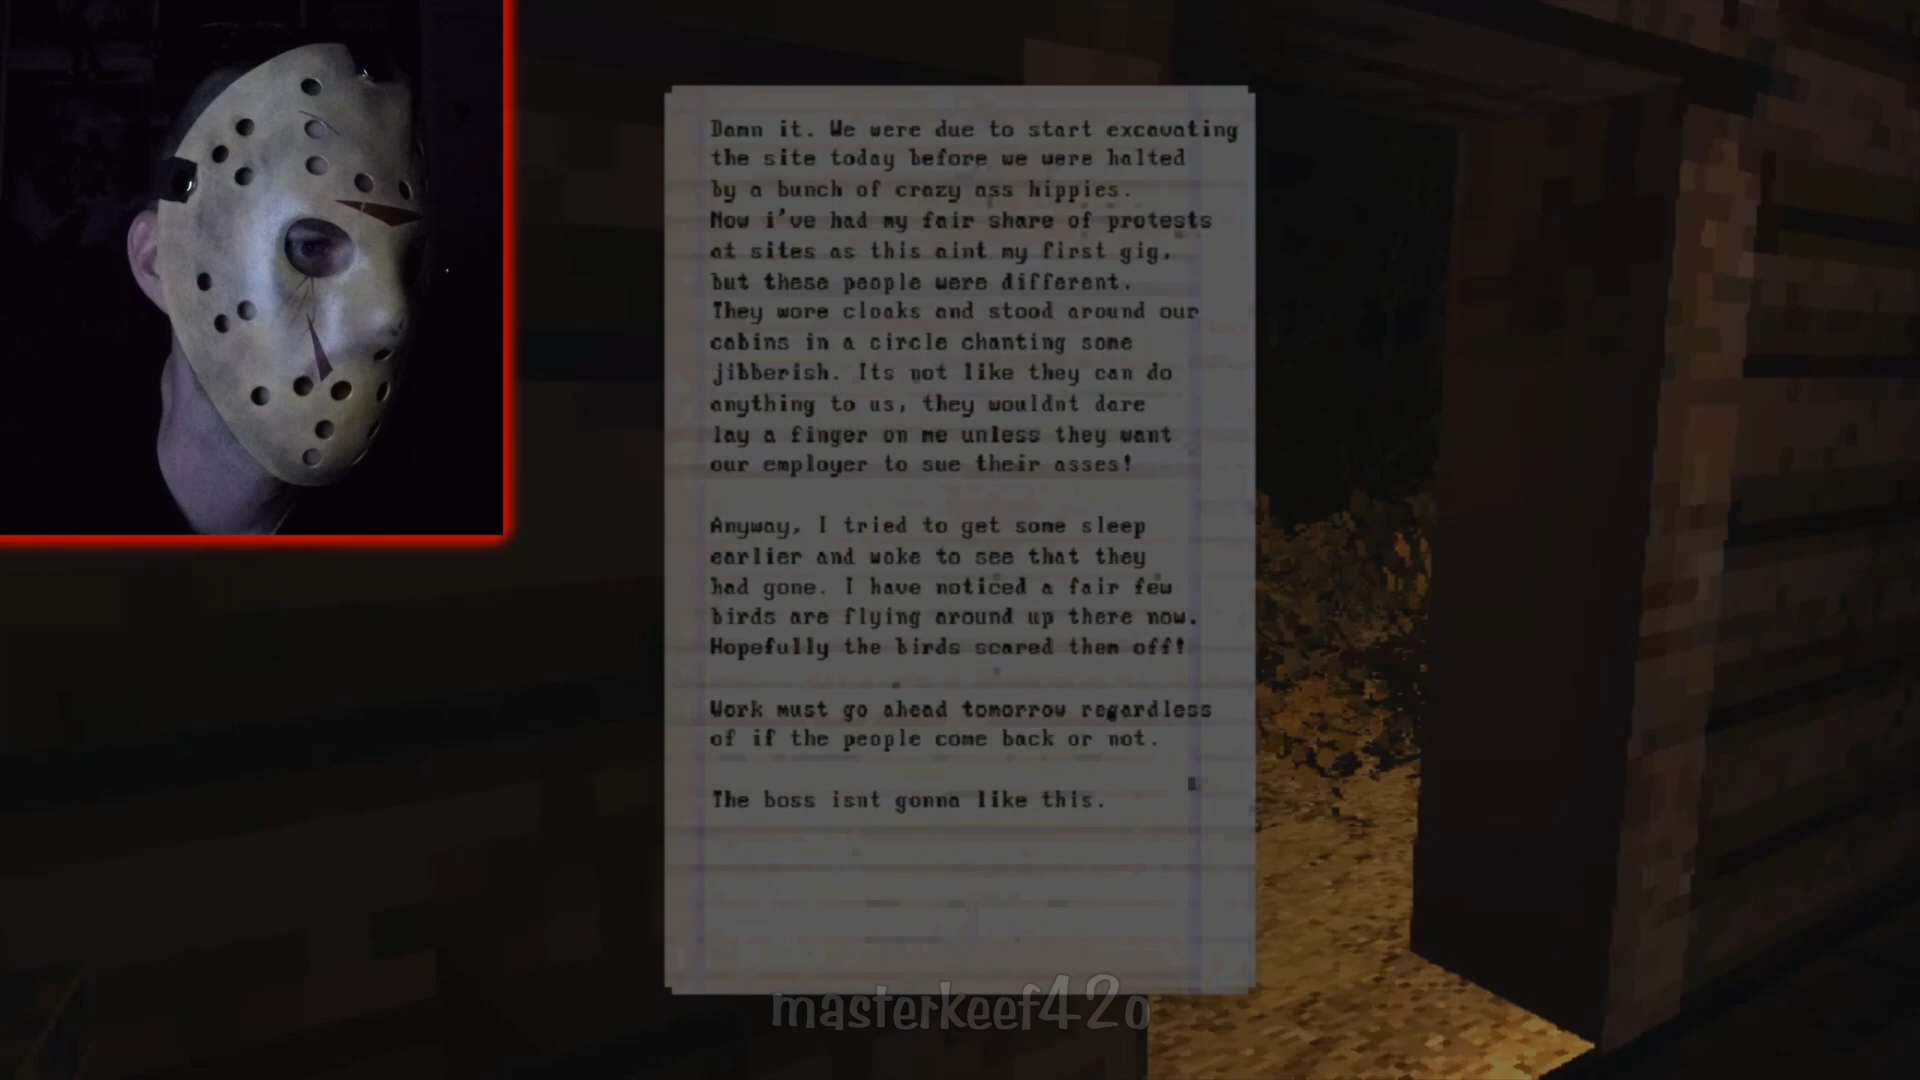 Damn it. We were due to start excavating
the site today before we were halted
by a bunch of crazy ass hippies.
Now i've had my fair share of protests
at sites as this aint my first gig,
but these people were different.
They wore cloaks and stood around our
cabins in a circle chanting some
jibberish. Its not like they can do
anything to us, they wouldnt dare
lay a finger on me unless they want
our employer to sue their asses!
Anyway, I tried to get some sleep
earlier and woke to see that they
had gone. I have noticed a fair few
birds are flying around up there now.
Hopefully the birds scared them off!
Work must go ahead tomorrow regardless
of if the people come back or not.
The boss isnt gonna like this.
masterkeef420